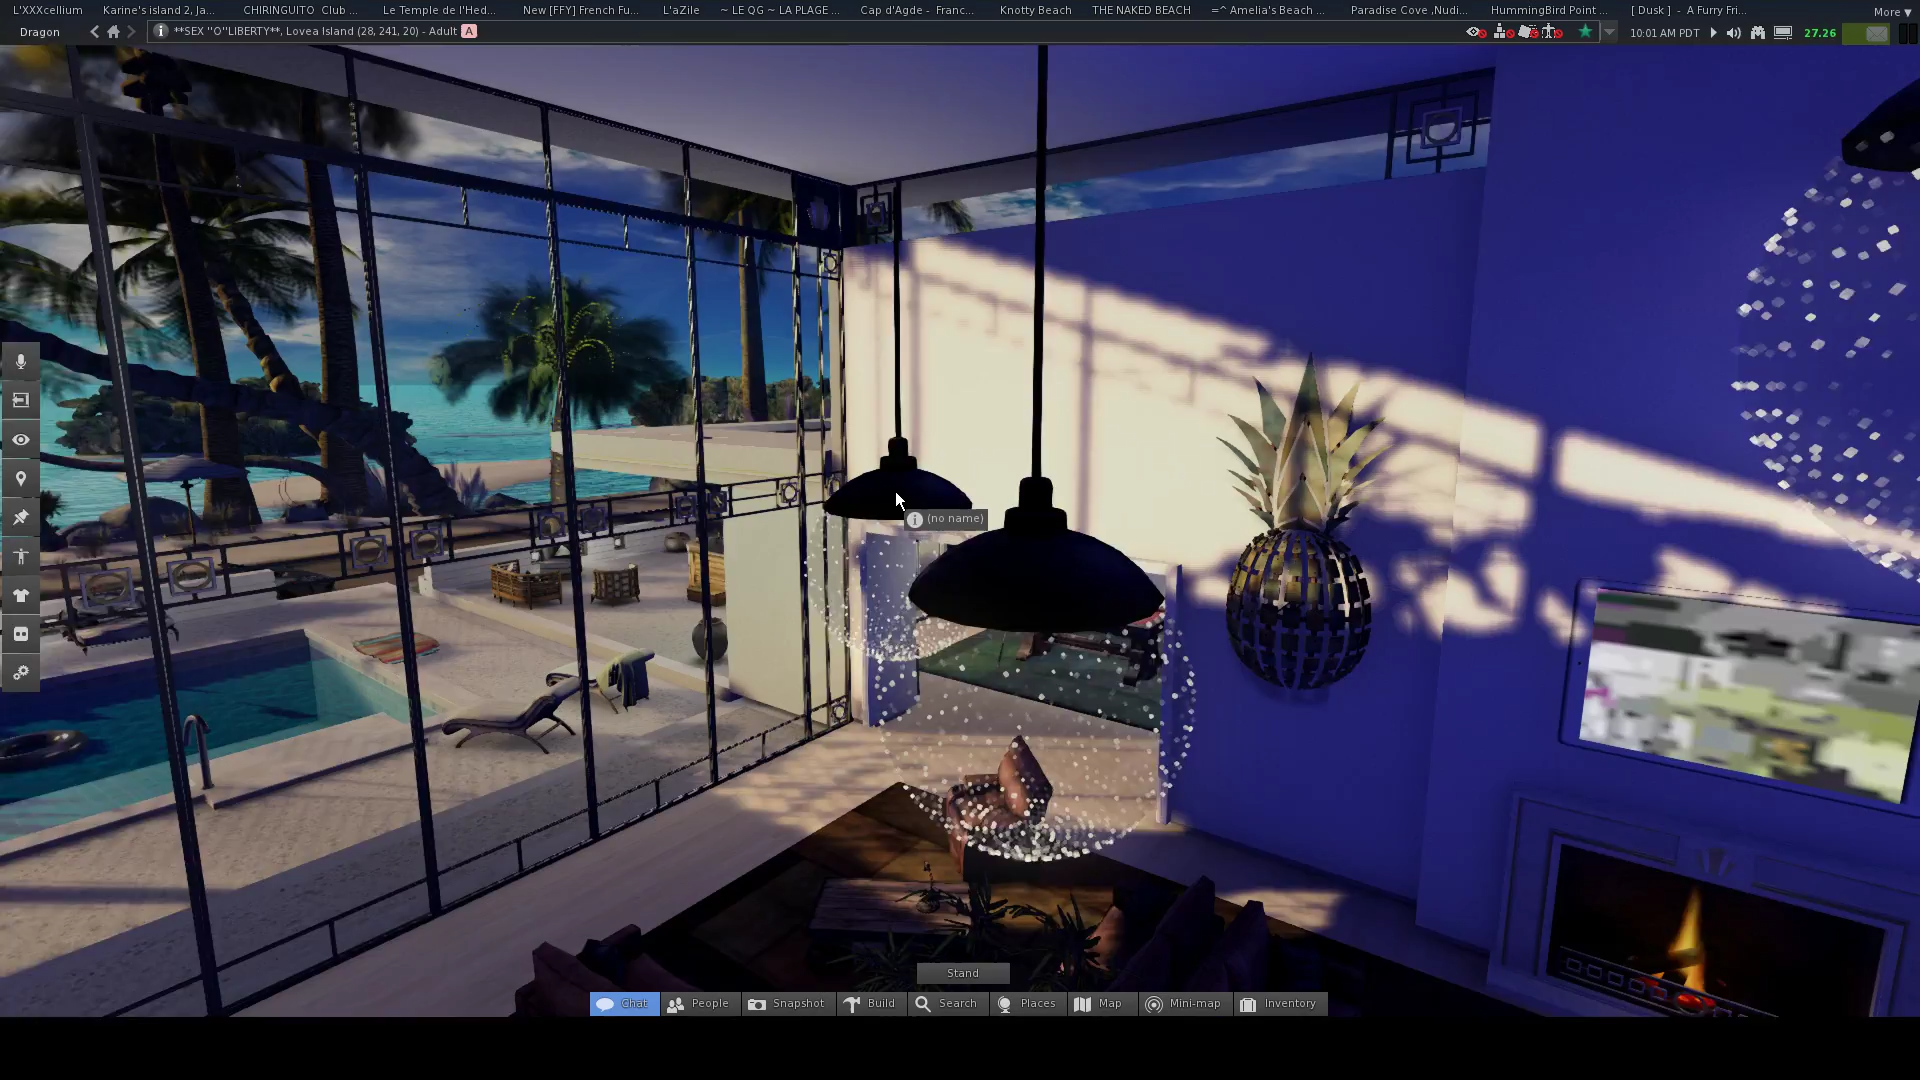 L'XXXcellium Karine's island 2, Ja... CHIRINGUITO Club ... Le Temple de l'Hed... New [FFY] French Fu... L'aZile ~ LE QG ~ LA PLAGE ... Cap d'Agde - Franc... Knotty Beach THE NAKED BEACH =^ Amelia's Beach ... Paradise Cove ,Nudi... HummingBird Point ... [ Dusk ] - A Furry Fri... More ▼
Dragon **SEX "O"LIBERTY**, Lovea Island (28, 241, 20) - Adult A 10:01 AM PDT 27.26
(no name)
Stand
Chat People Snapshot Build Search Places Map Mini-map Inventory